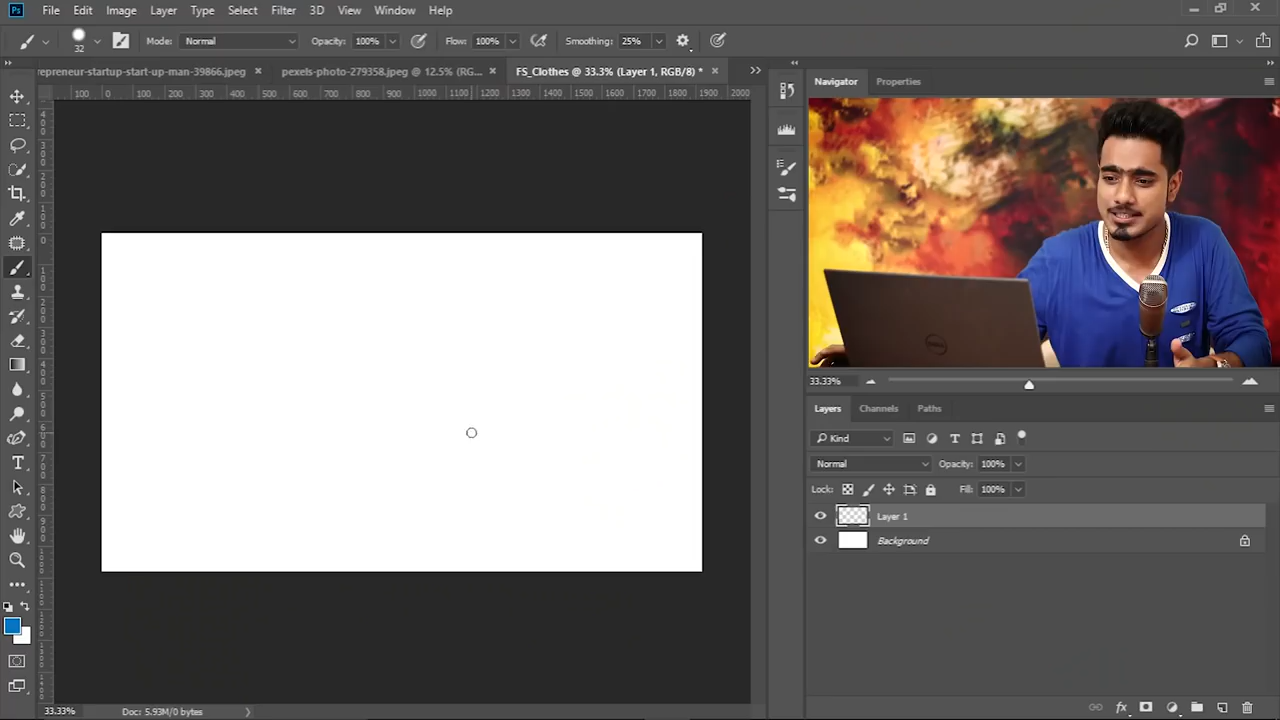 Ps File Edit Image Layer Type Select Filter 3D View Window Help
32 Mode: Normal Opacity: 100% Flow: 100% Smoothing: 25%
repreneur-startup-start-up-man-39866.jpeg × pexels-photo-279358.jpeg @ 12.5% (RG... × FS_Clothes @ 33.3% (Layer 1, RGB/8) * ×
Navigator Properties
100 0 100 200 300 400 500 600 700 800 900 1000 1100 1200 1300 1400 1500 1600 1700 1800 1900 2000
33.33%
Layers Channels Paths
Kind
Normal Opacity: 100%
Lock: Fill: 100%
Layer 1
Background
33.33% Doc: 5.93M/0 bytes